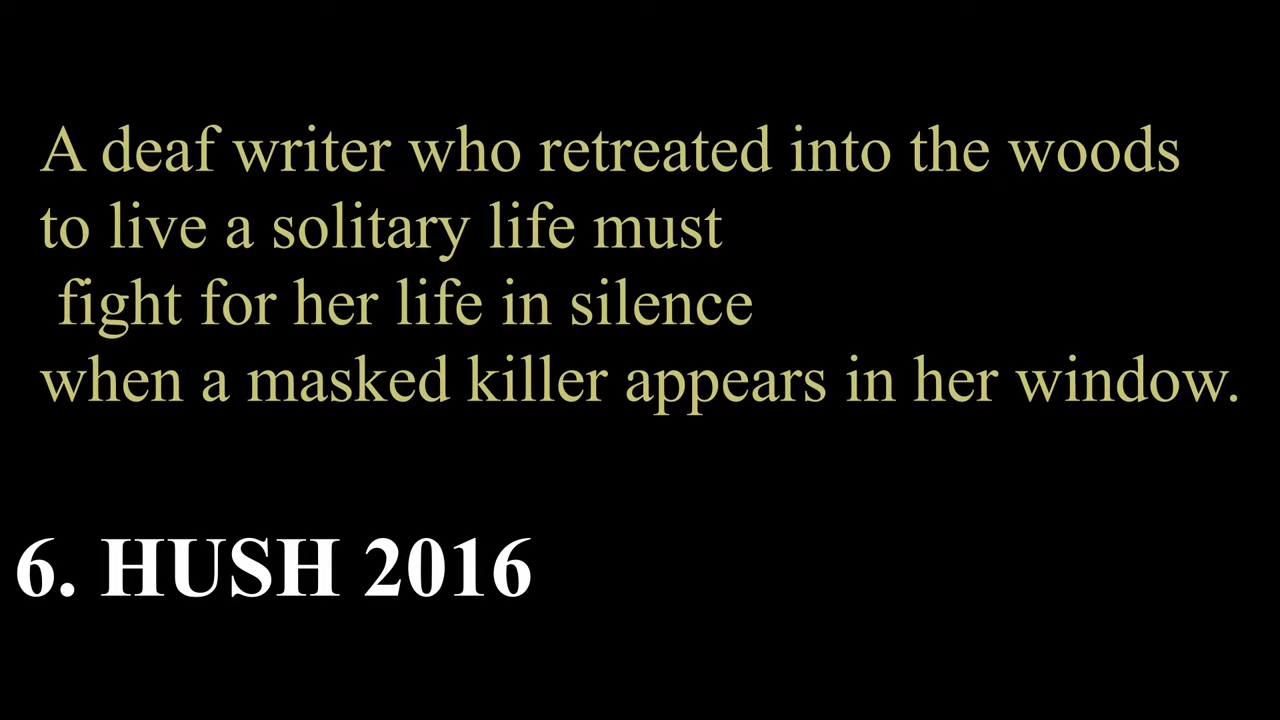 A deaf writer who retreated into the woods
to live a solitary life must
fight for her life in silence
when a masked killer appears in her window.
6. HUSH 2016